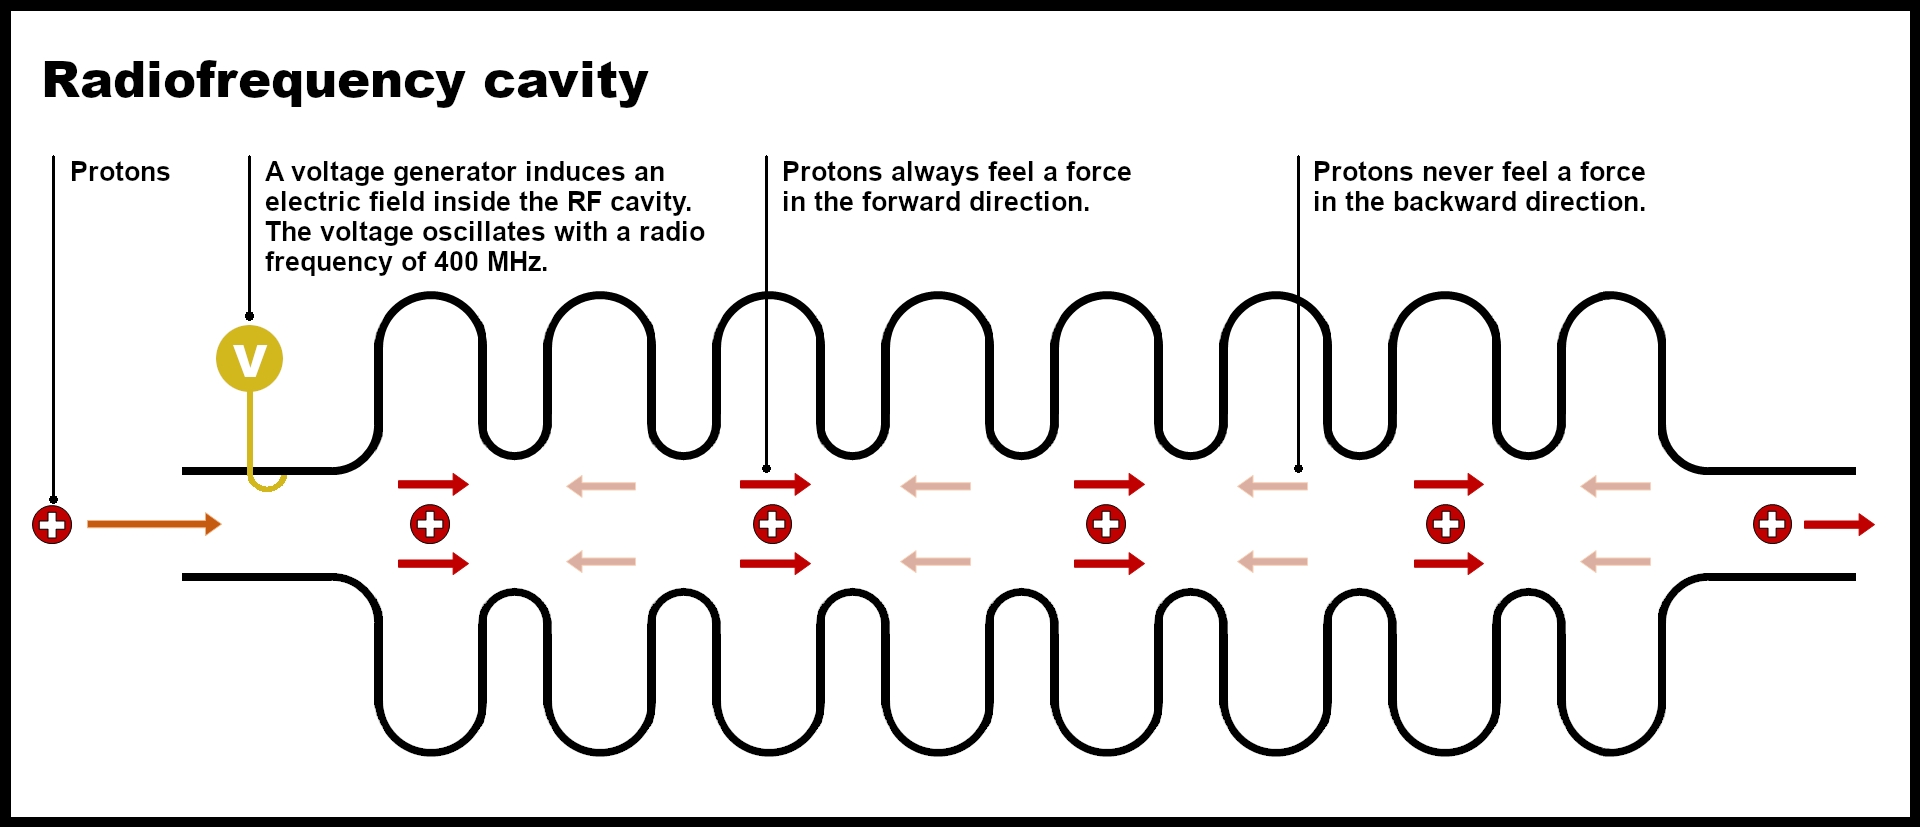 Radiofrequency cavity
Protons
A voltage generator induces an
electric field inside the RF cavity.
The voltage oscillates with a radio
frequency of 400 MHz.
Protons always feel a force
in the forward direction.
Protons never feel a force
in the backward direction.
V